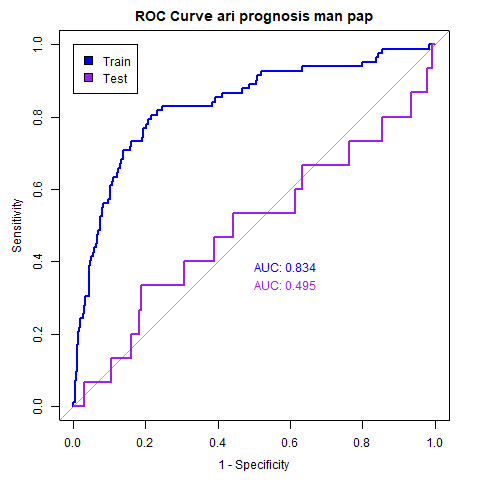 ROC Curve ari prognosis man pap
Train
Test
AUC: 0.834
AUC: 0.495
Sensitivity
0.0
0.2
0.4
0.6
0.8
1.0
0.0 0.2 0.4 0.6 0.8 1.0
1 - Specificity